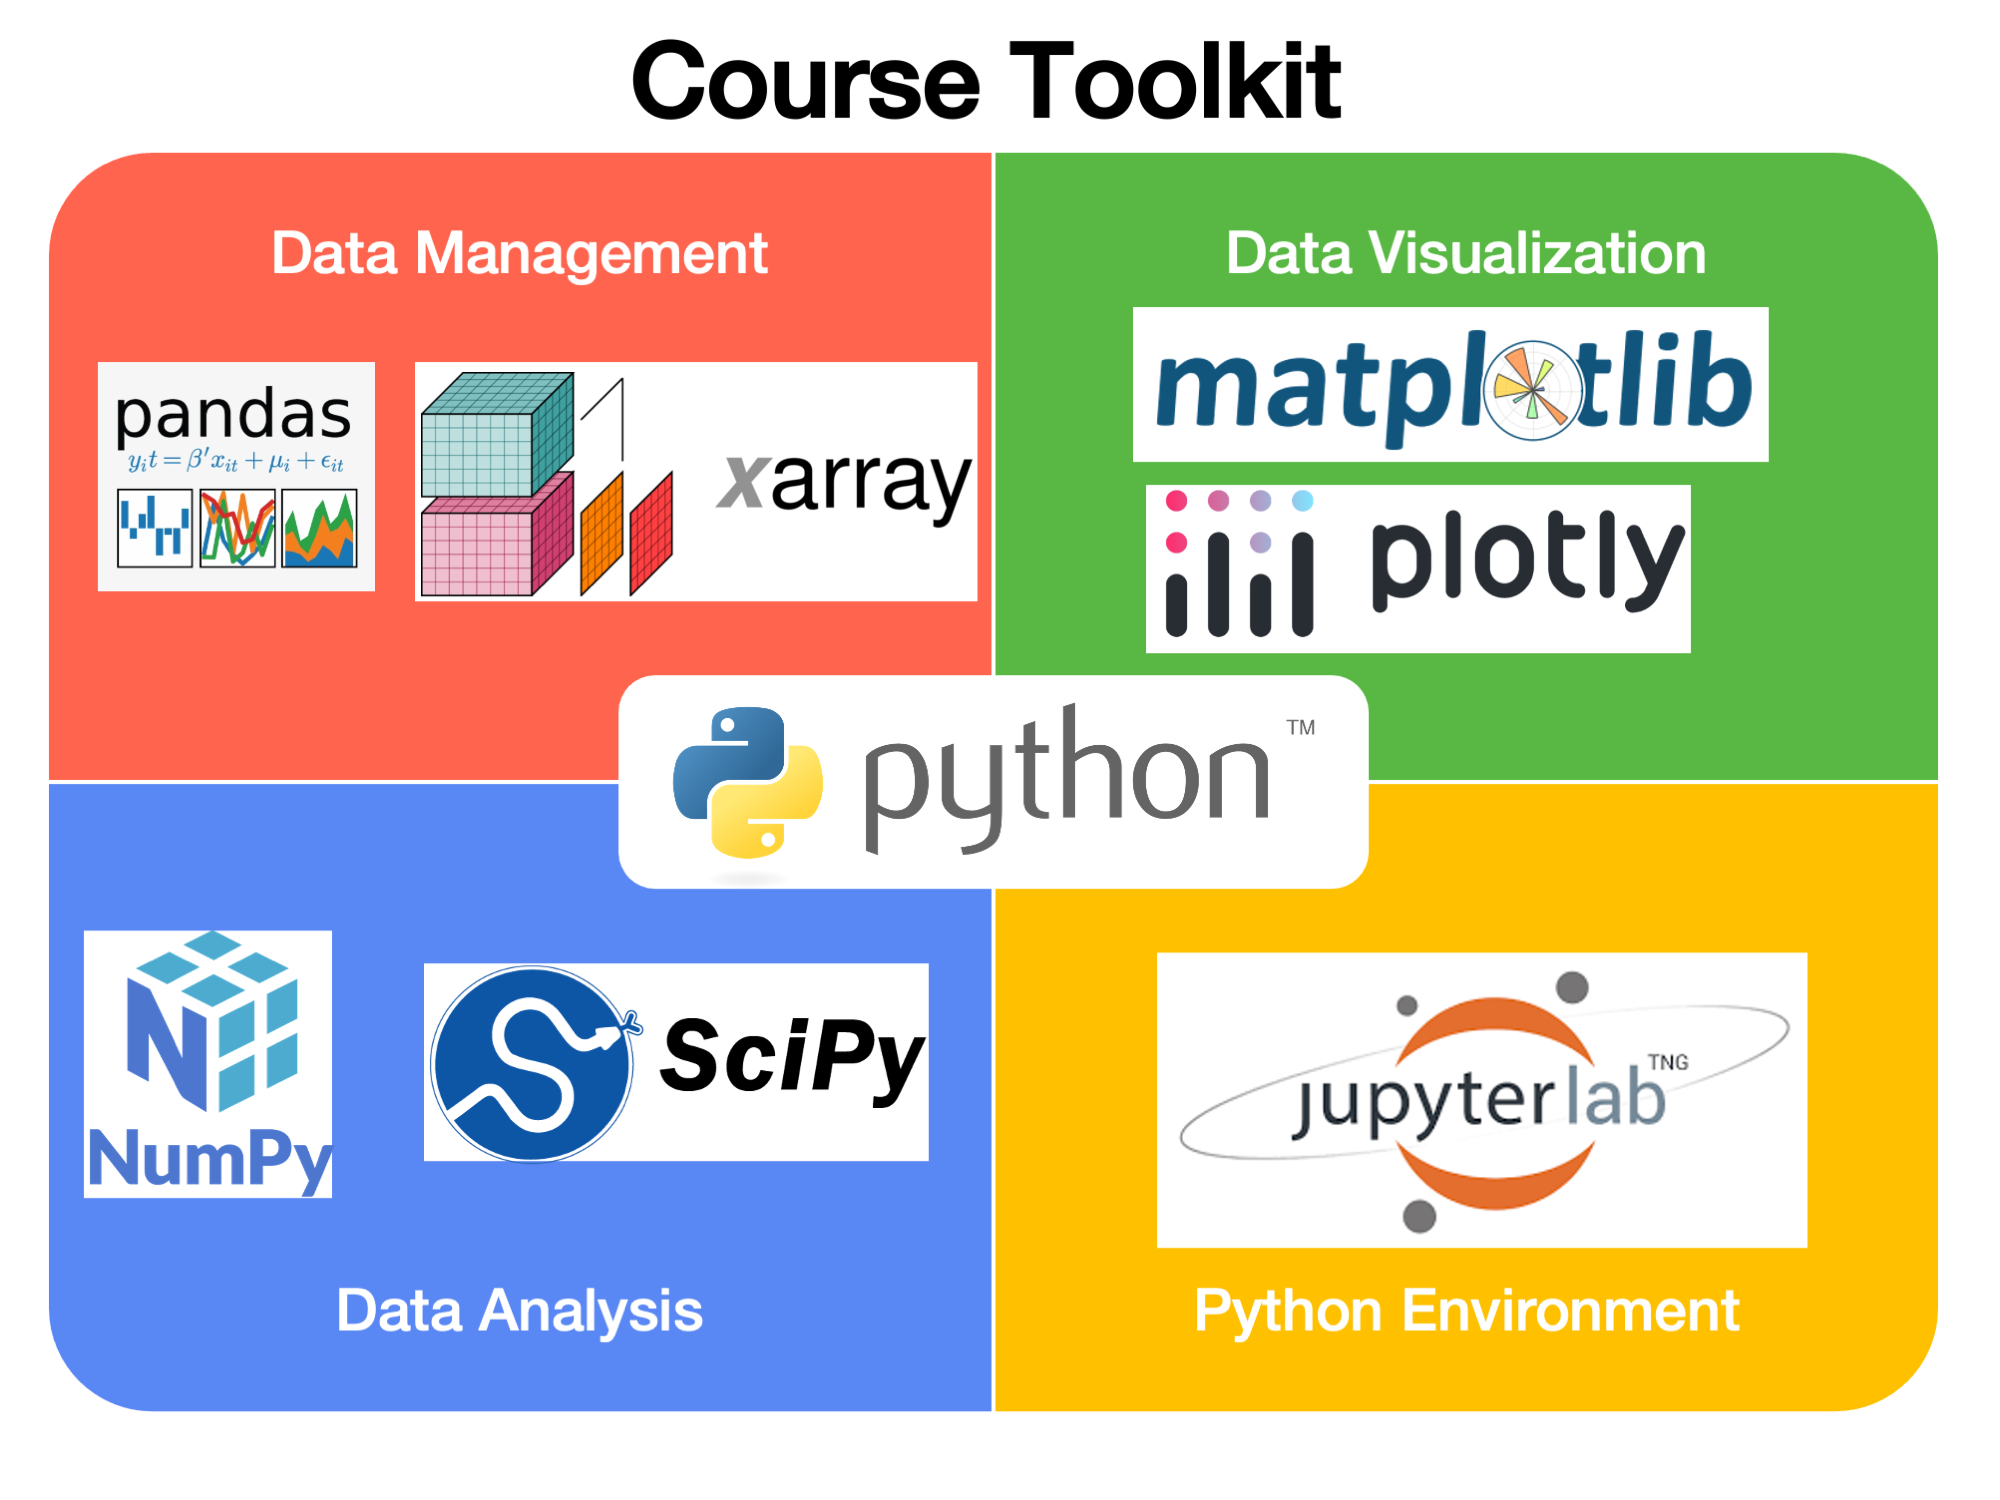 Course Toolkit
Data Management
Data Visualization
pandas
yᵢt = β′xᵢₜ + μᵢ + ϵᵢₜ
xarray
matplotlib
plotly
python™
NumPy
SciPy
jupyterlab TNG
Data Analysis
Python Environment